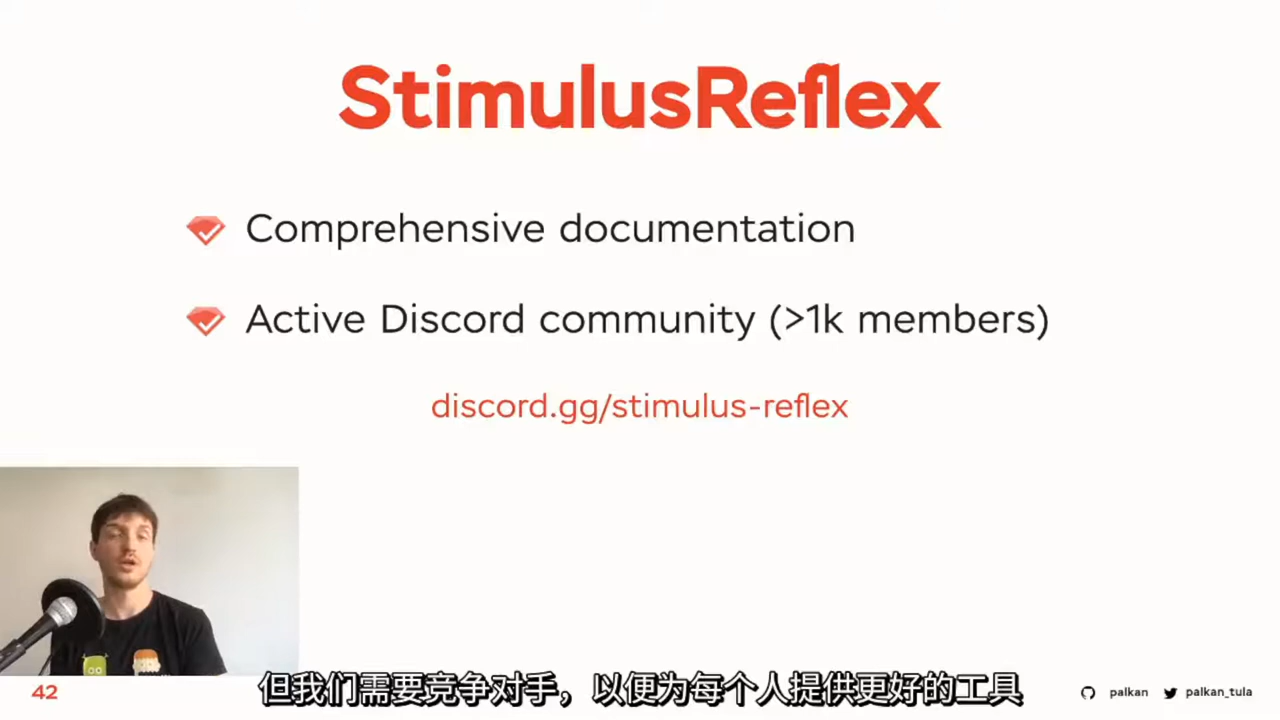 StimulusReflex
Comprehensive documentation
Active Discord community (>1k members)
discord.gg/stimulus-reflex
但我们需要竞争对手，以便为每个人提供更好的工具
42
palkan
palkan_tula